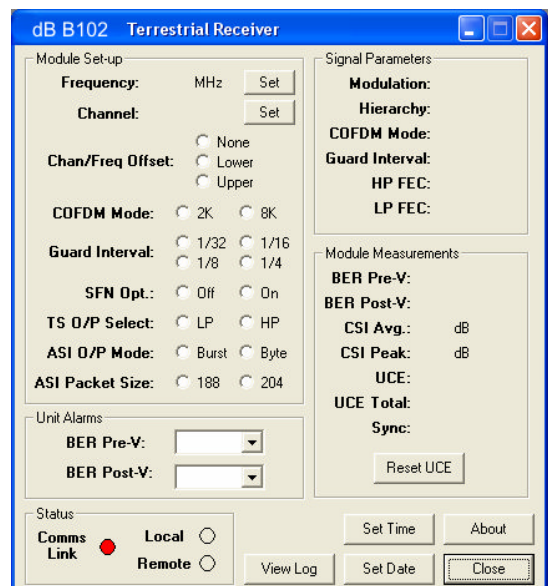 dB B102 Terrestrial Receiver
Module Set-up
Frequency: MHz Set
Channel: Set
Chan/Freq Offset:
None
Lower
Upper
COFDM Mode: 2K 8K
Guard Interval:
1/32 1/16
1/8 1/4
SFN Opt.: Off On
TS O/P Select: LP HP
ASI O/P Mode: Burst Byte
ASI Packet Size: 188 204
Unit Alarms
BER Pre-V:
BER Post-V:
Status
Comms Link
Local
Remote
Signal Parameters
Modulation:
Hierarchy:
COFDM Mode:
Guard Interval:
HP FEC:
LP FEC:
Module Measurements
BER Pre-V:
BER Post-V:
CSI Avg.: dB
CSI Peak: dB
UCE:
UCE Total:
Sync:
Reset UCE
Set Time About
View Log Set Date Close